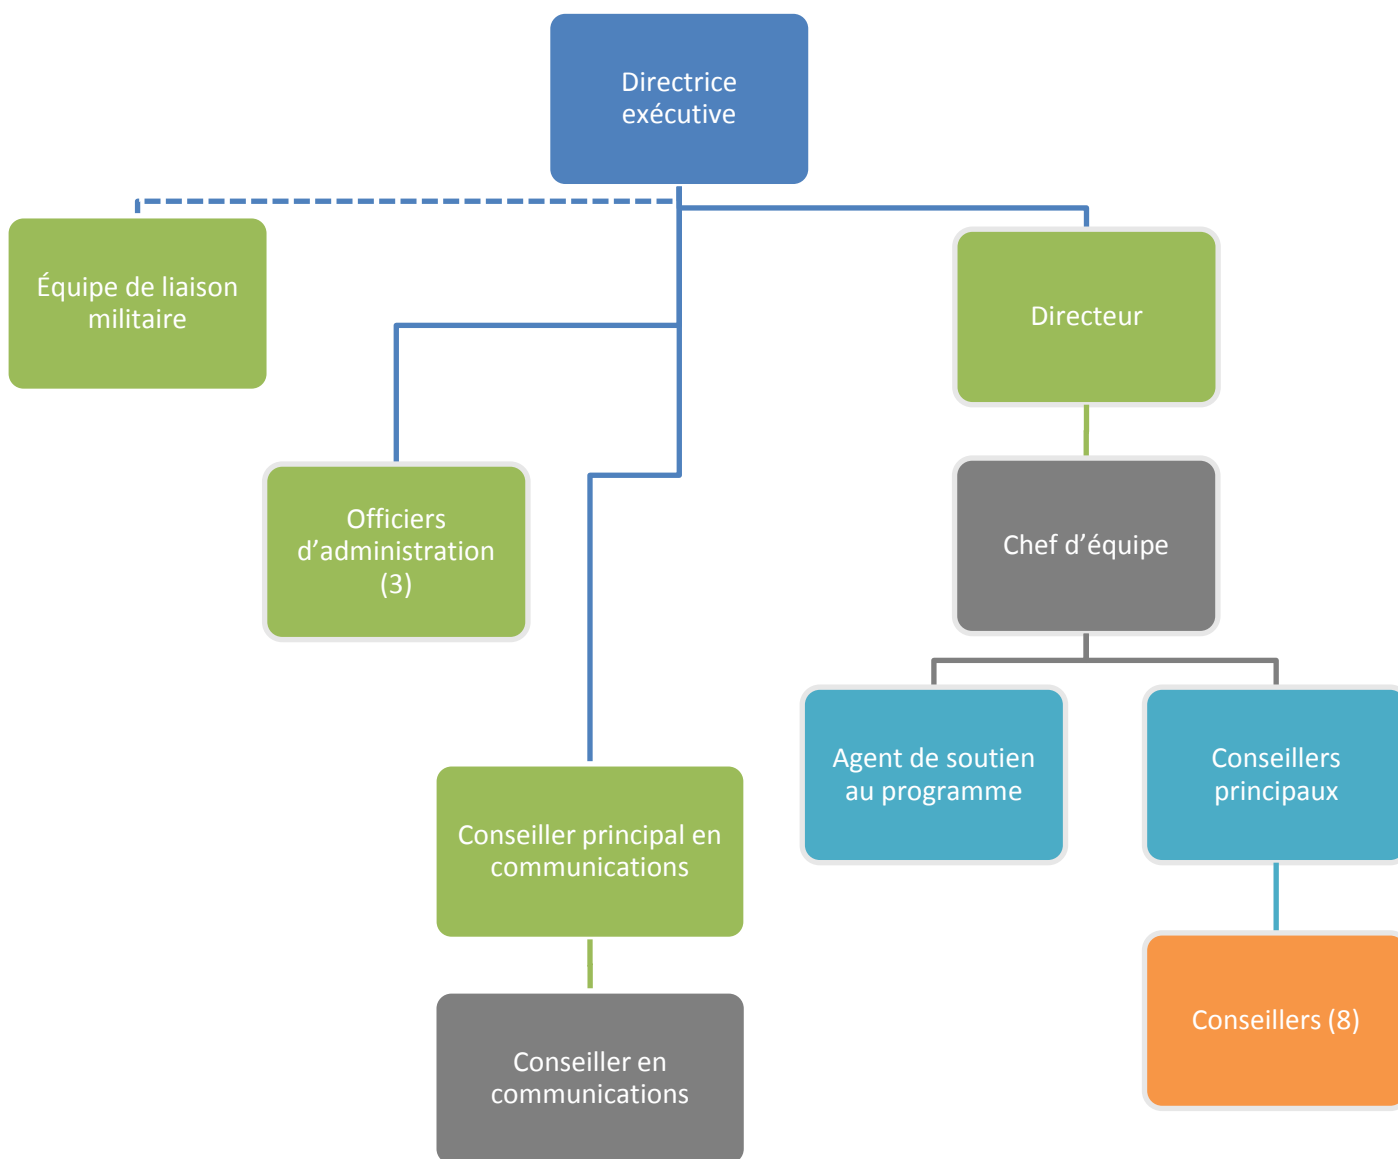 Directrice
exécutive
Équipe de liaison
militaire
Directeur
Officiers
d’administration
(3)
Chef d’équipe
Agent de soutien
au programme
Conseillers
principaux
Conseiller principal en
communications
Conseillers (8)
Conseiller en
communications